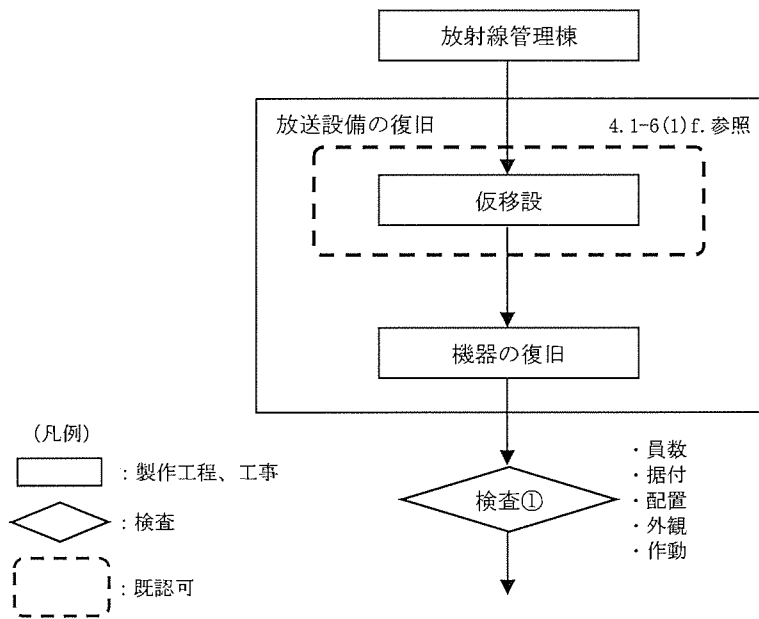 放射線管理棟
放送設備の復旧
4.1-6(1)f.参照
仮移設
機器の復旧
検査①
・員数
・据付
・配置
・外観
・作動
(凡例)
：製作工程、工事
：検査
：既認可